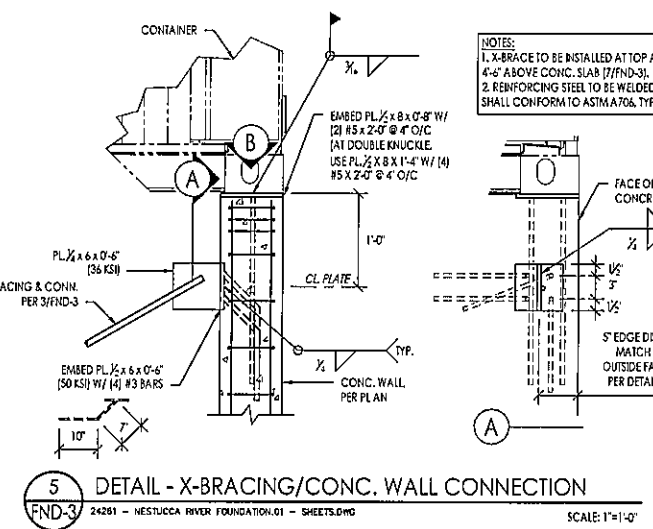 CONTAINER
NOTES:
1. X-BRACE TO BE INSTALLED AT TOP
4'-6" ABOVE CONC. SLAB (7/FND-3).
2. REINFORCING STEEL TO BE WELDED
SHALL CONFORM TO ASTM A706, TYP
EMBED PL.½ x 8 x 0'-8" W/
(2) #5 x 2'-0" @ 4" O/C
(AT DOUBLE KNUCKLE,
USE PL.½ X 8 X 1'-4" W/ (4)
#5 X 2'-0" @ 4" O/C
B
A
1'-0"
PL.¼ x 6 x 0'-6"
(36 KSI)
CL PLATE
ACING & CONN.
PER 3/FND-3
EMBED PL.½ x 6 x 0'-6"
(50 KSI) W/ (4) #3 BARS
¼
TYP.
CONC. WALL
PER PLAN
10"
7"
FACE OF
CONCR
¼
1½"
3"
1½"
5" EDGE DI
MATCH
OUTSIDE FA
PER DETA
A
5
FND-3
DETAIL - X-BRACING/CONC. WALL CONNECTION
24261 - NESTUCCA RIVER FOUNDATION.01 - SHEETS.DWG
SCALE: 1"=1'-0"